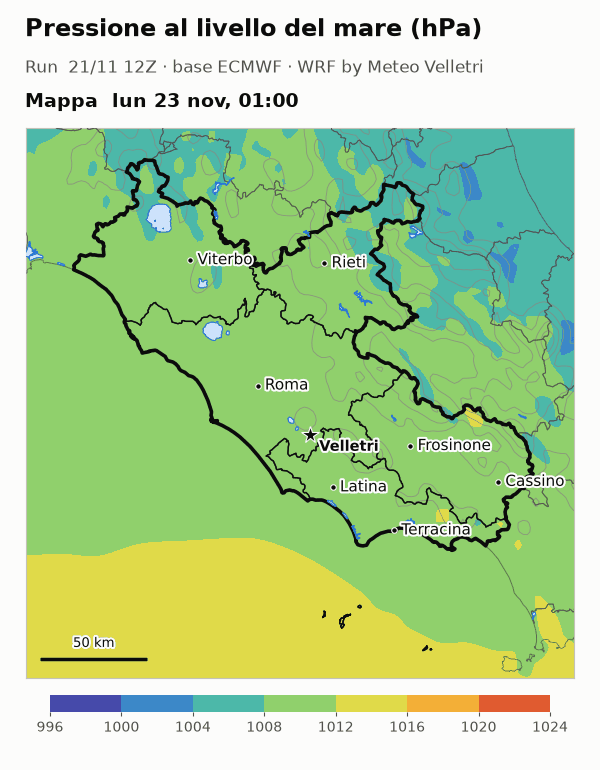 Pressione al livello del mare (hPa)
Run  21/11 12Z · base ECMWF · WRF by Meteo Velletri
Mappa  lun 23 nov, 01:00
Viterbo
Rieti
Roma
Velletri
Frosinone
Cassino
Latina
Terracina
50 km
996 1000 1004 1008 1012 1016 1020 1024